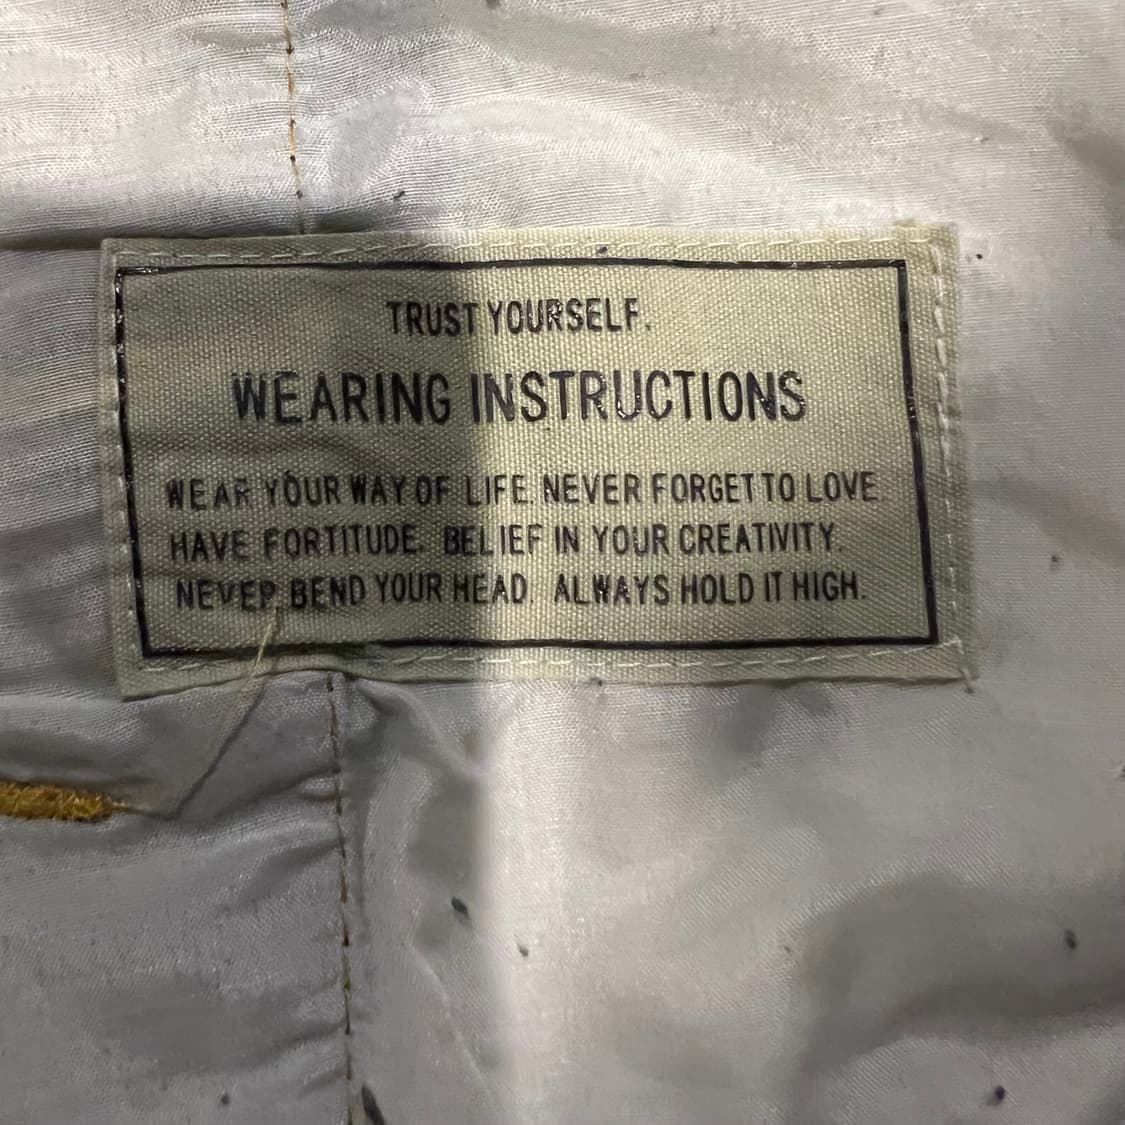 TRUST YOURSELF.
WEARING INSTRUCTIONS
WEAR YOUR WAY OF LIFE. NEVER FORGET TO LOVE.
HAVE FORTITUDE. BELIEF IN YOUR CREATIVITY.
NEVER BEND YOUR HEAD ALWAYS HOLD IT HIGH.